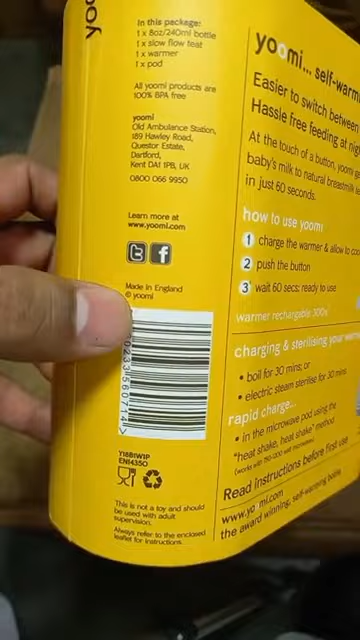 yoo
In this package:
1 x 8oz/240ml bottle
1 x slow flow teat
1 x warmer
1 x pod
All yoomi products are
100% BPA free
yoomi
Old Ambulance Station,
189 Hawley Road,
Questor Estate,
Dartford,
Kent DA1 1PB, UK
0800 066 9950
Learn more at
www.yoomi.com
Made in England
© yoomi
Y18B1W1P
EN14350
This is not a toy and should
be used with adult
supervision.
Always refer to the enclosed
leaflet for instructions.
yoomi... self-warm
Easier to switch between
Hassle free feeding at nig
At the touch of a button, yoomi ge
baby's milk to natural breastmilk te
in just 60 seconds.
how to use yoomi
1 charge the warmer & allow to coo
2 push the button
3 wait 60 secs: ready to use
warmer rechargeable 300x
charging & sterilising your warme
• boil for 30 mins; or
• electric steam sterilise for 30 mins
rapid charge...
• in the microwave pod using the
"heat shake, heat shake" method
Read instructions before first use
www.yoomi.com
the award winning, self-warming bottle